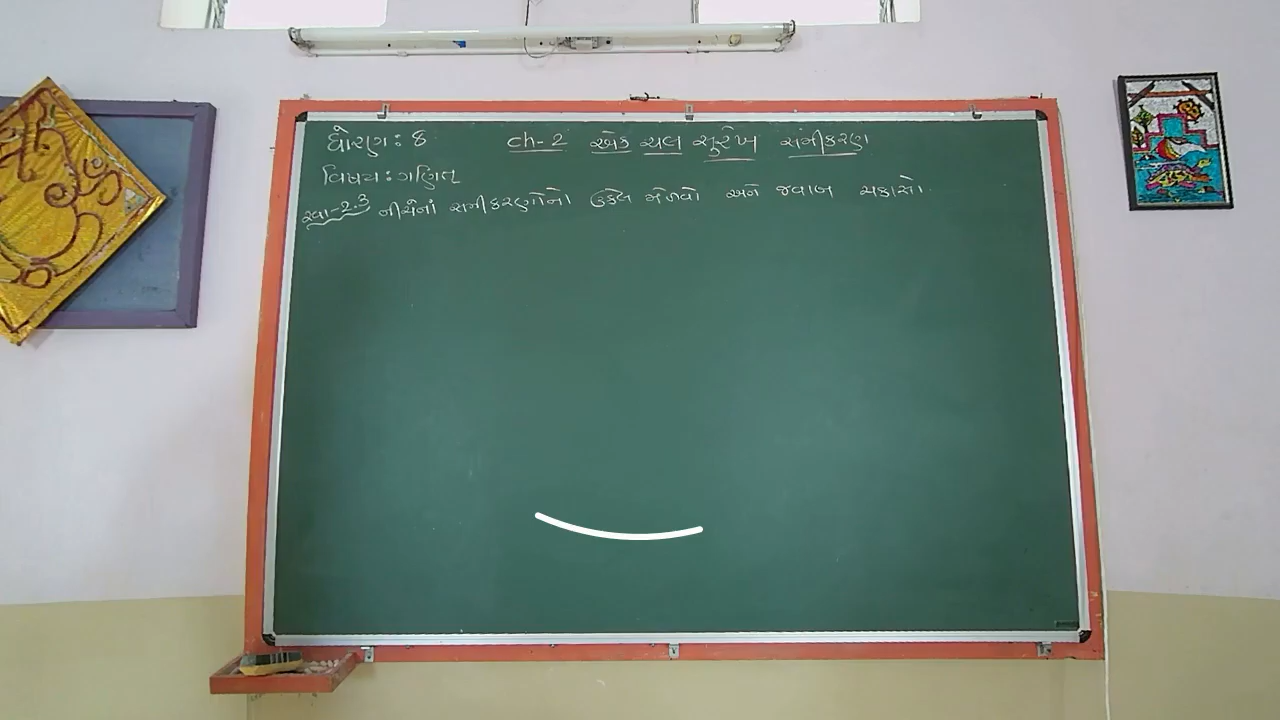 ધોરણ: 8
ch-2 એક ચલ સુરેખ સમીકરણ
વિષય: ગણિત
સ્વા-2.3 નીચેનાં સમીકરણોનો ઉકેલ મેળવો અને જવાબ ચકાસો.